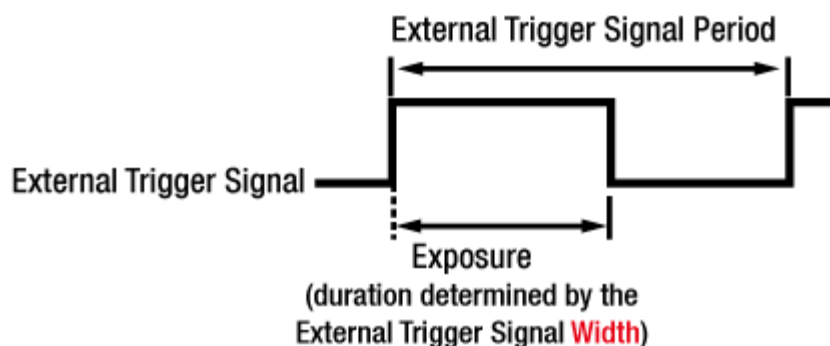 External Trigger Signal Period
External Trigger Signal
Exposure
(duration determined by the
External Trigger Signal Width)